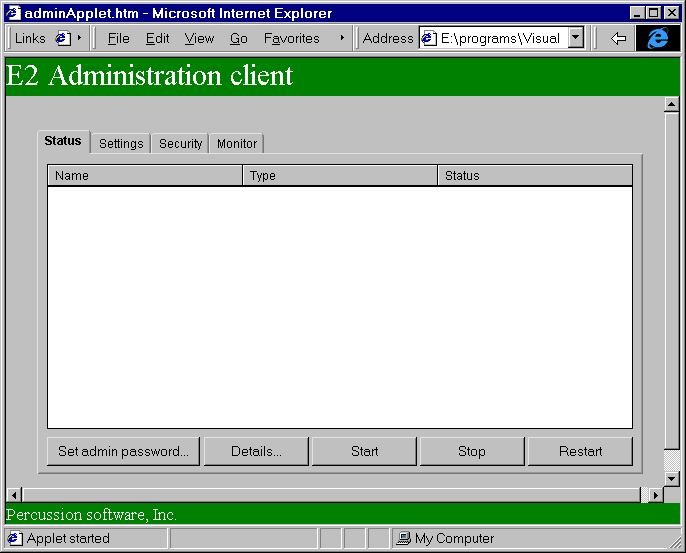 adminApplet.htm - Microsoft Internet Explorer
Links File Edit View Go Favorites Address E:\programs\Visual
E2 Administration client
Status Settings Security Monitor
Name Type Status
Set admin password... Details... Start Stop Restart
Percussion software, Inc.
Applet started My Computer